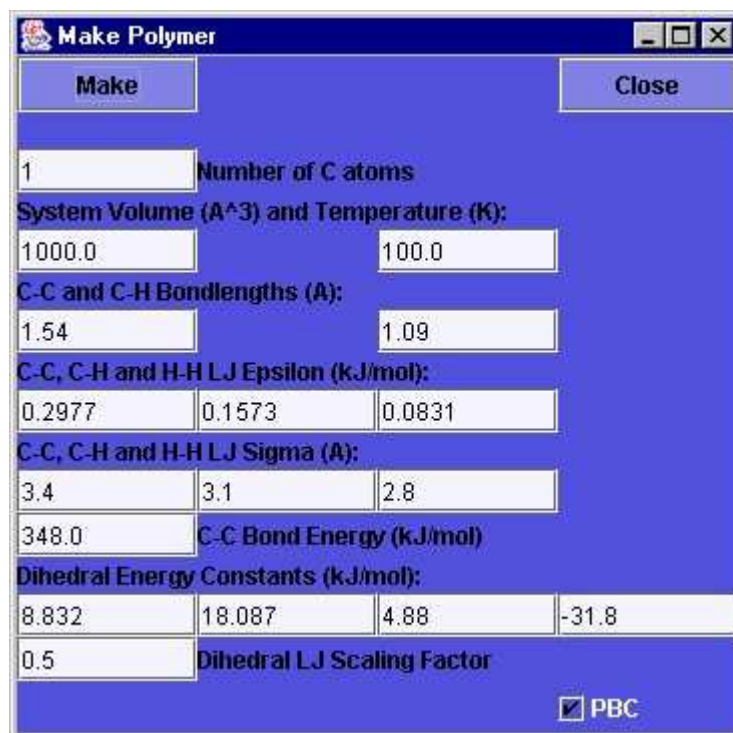 Make Polymer
Make Close
1 Number of C atoms
System Volume (A^3) and Temperature (K):
1000.0 100.0
C-C and C-H Bondlengths (A):
1.54 1.09
C-C, C-H and H-H LJ Epsilon (kJ/mol):
0.2977 0.1573 0.0831
C-C, C-H and H-H LJ Sigma (A):
3.4 3.1 2.8
348.0 C-C Bond Energy (kJ/mol)
Dihedral Energy Constants (kJ/mol):
8.832 18.087 4.88 -31.8
0.5 Dihedral LJ Scaling Factor
PBC